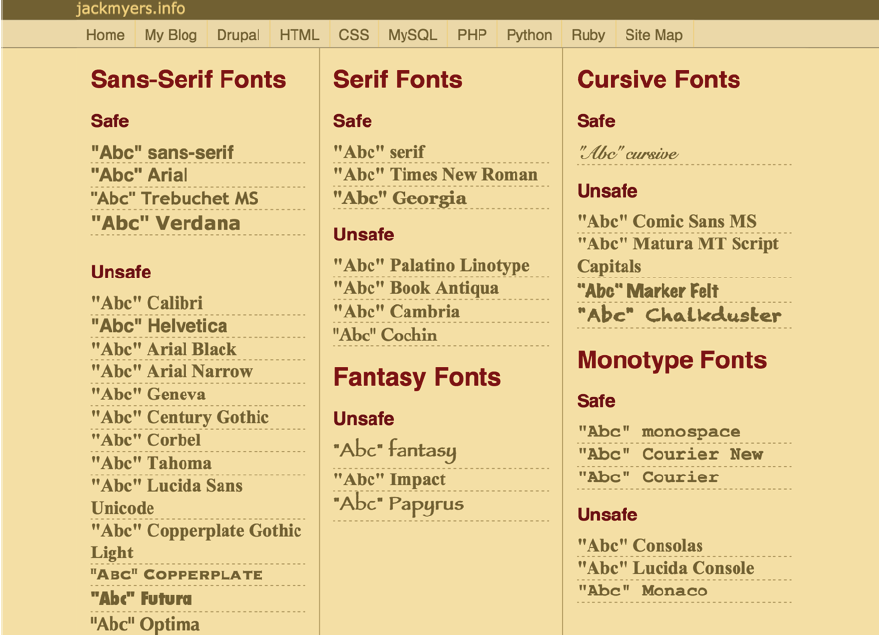 jackmyers.info
Home My Blog Drupal HTML CSS MySQL PHP Python Ruby Site Map
Sans-Serif Fonts
Safe
"Abc" sans-serif
"Abc" Arial
"Abc" Trebuchet MS
"Abc" Verdana
Unsafe
"Abc" Calibri
"Abc" Helvetica
"Abc" Arial Black
"Abc" Arial Narrow
"Abc" Geneva
"Abc" Century Gothic
"Abc" Corbel
"Abc" Tahoma
"Abc" Lucida Sans
Unicode
"Abc" Copperplate Gothic
Light
"Abc" Copperplate
"Abc" Futura
"Abc" Optima
Serif Fonts
Safe
"Abc" serif
"Abc" Times New Roman
"Abc" Georgia
Unsafe
"Abc" Palatino Linotype
"Abc" Book Antiqua
"Abc" Cambria
"Abc" Cochin
Fantasy Fonts
Unsafe
"Abc" fantasy
"Abc" Impact
"Abc" Papyrus
Cursive Fonts
Safe
"Abc" cursive
Unsafe
"Abc" Comic Sans MS
"Abc" Matura MT Script
Capitals
"Abc" Marker Felt
"Abc" Chalkduster
Monotype Fonts
Safe
"Abc" monospace
"Abc" Courier New
"Abc" Courier
Unsafe
"Abc" Consolas
"Abc" Lucida Console
"Abc" Monaco